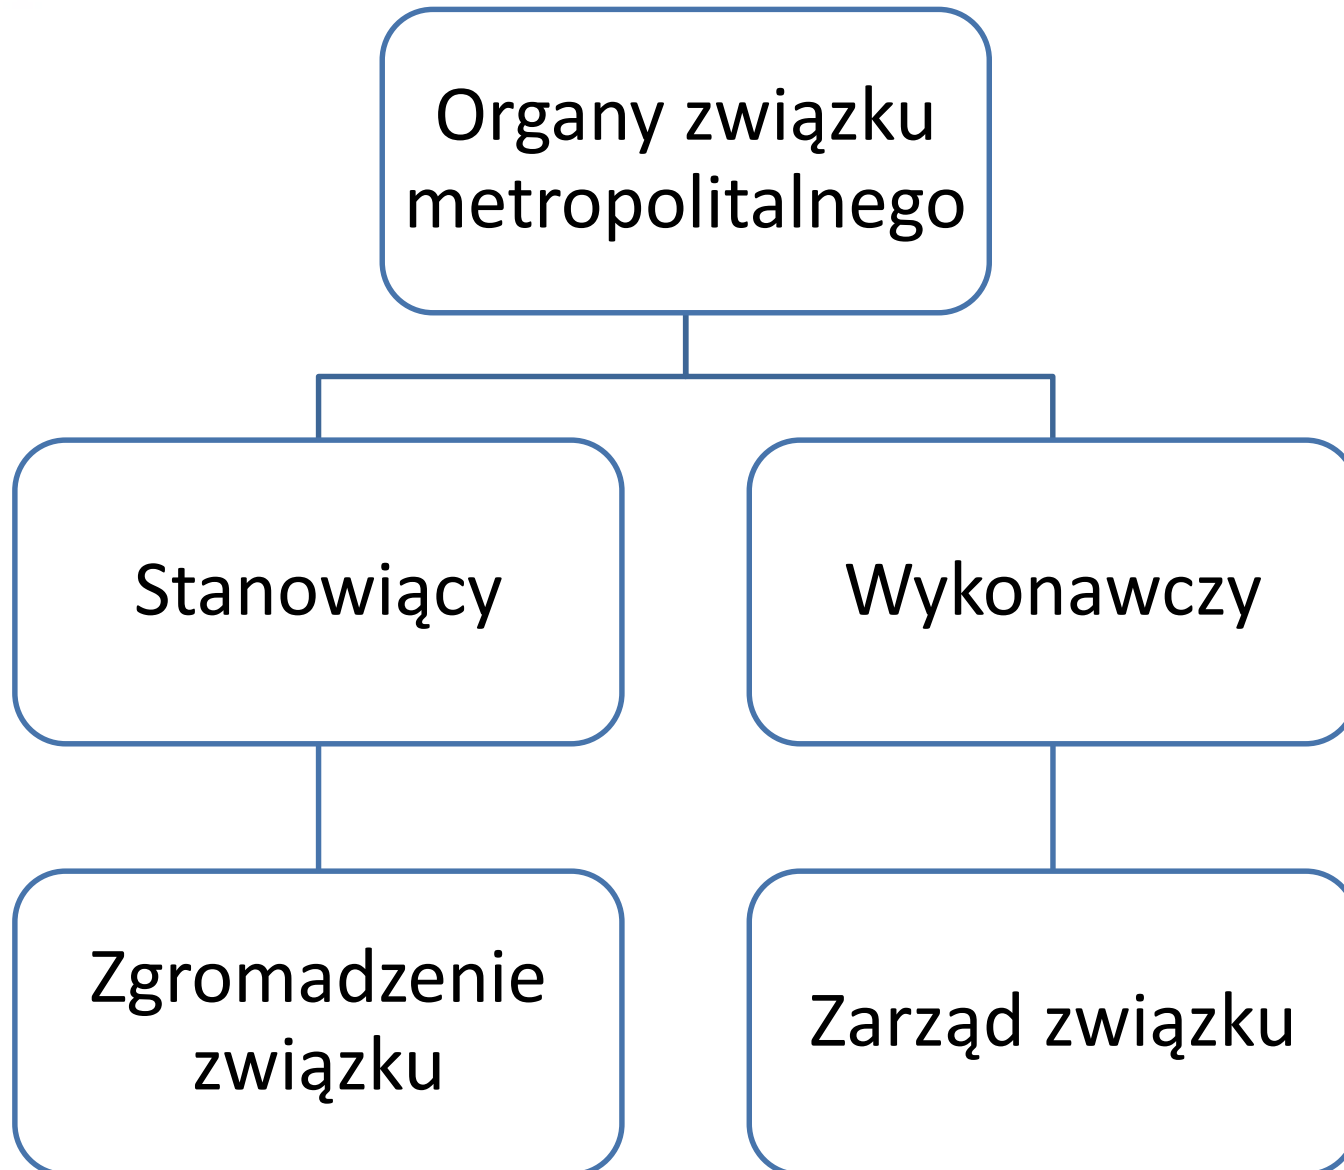 Organy związku
metropolitalnego
Stanowiący
Wykonawczy
Zgromadzenie
związku
Zarząd związku